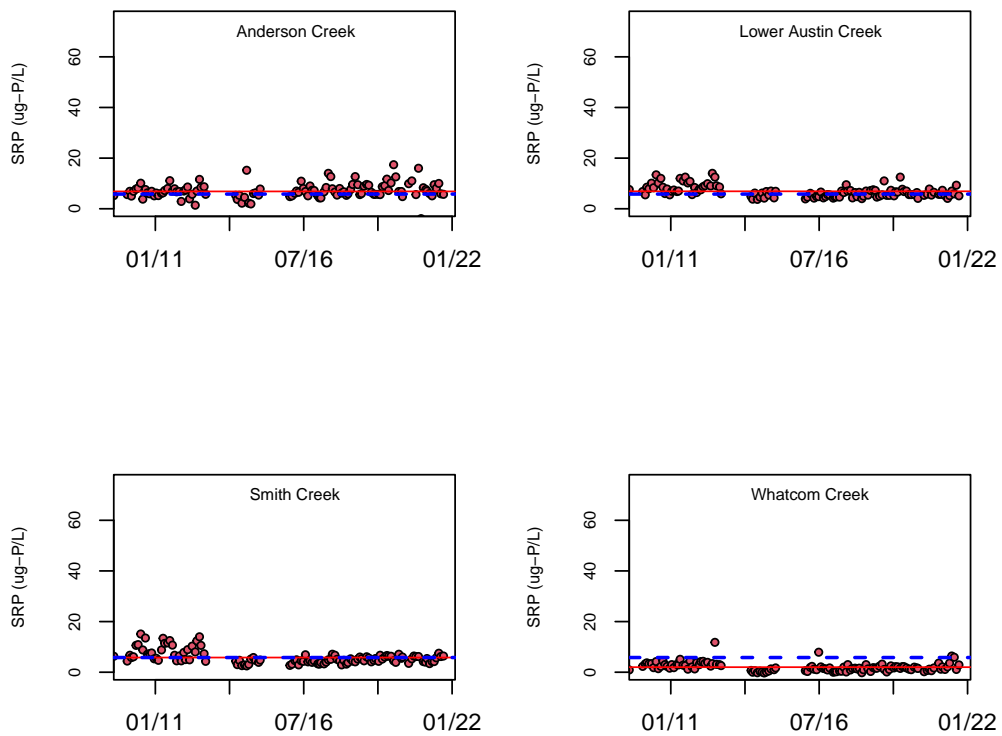 Anderson Creek
SRP (ug−P/L)
60
40
20
0
01/11 07/16 01/22
Lower Austin Creek
SRP (ug−P/L)
60
40
20
0
01/11 07/16 01/22
Smith Creek
SRP (ug−P/L)
60
40
20
0
01/11 07/16 01/22
Whatcom Creek
SRP (ug−P/L)
60
40
20
0
01/11 07/16 01/22